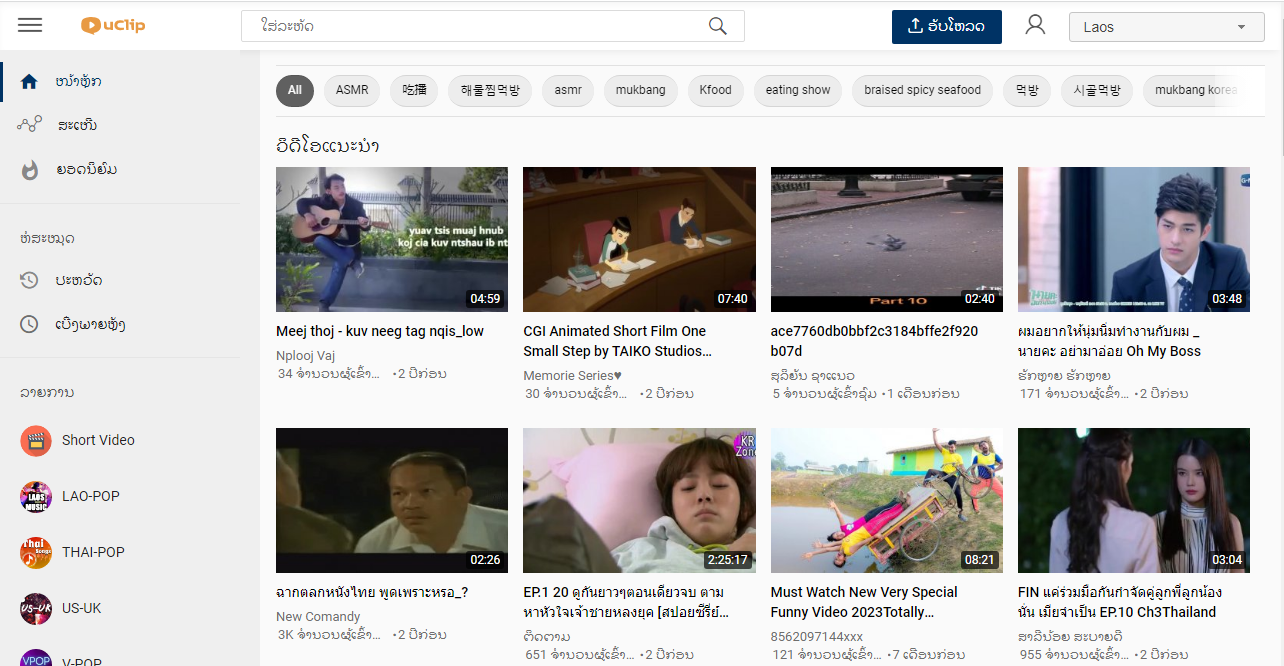 uClip
ໃສ່ລະຫັດ
ອັບໂຫລດ
Laos
ໜ້າຫຼັກ
ສະເໜີ
ຍອດນິຍົມ
ຫໍສະໝຸດ
ປະຫວັດ
ເບີ່ງພາຍຫຼັງ
ລາຍການ
Short Video
LAOS MUSIC
LAO-POP
Thai Songs
THAI-POP
US-UK
US-UK
VPOP
V-POP
All
ASMR
吃播
해물찜먹방
asmr
mukbang
Kfood
eating show
braised spicy seafood
먹방
시골먹방
mukbang korea
ວິດີໂອແນະນຳ
yuav tsis muaj hnub
koj cia kuv ntshau ib nt
04:59
07:40
Part 10
02:40
03:48
Meej thoj - kuv neeg tag nqis_low
Nplooj Vaj
34 ຈຳນວນຜູ້ເຂົ້າ… •2 ປີກ່ອນ
CGI Animated Short Film One
Small Step by TAIKO Studios…
Memorie Series♥
30 ຈຳນວນຜູ້ເຂົ້າ… •2 ປີກ່ອນ
ace7760db0bbf2c3184bffe2f920
b07d
ສຸລິຍັນ ຊາແນວ
5 ຈຳນວນຜູ້ເຂົ້າຊົມ •1 ເດືອນກ່ອນ
ผมอยากให้นุ่มนิ่มทำงานกับผม _
นายคะ อย่ามาอ่อย Oh My Boss
ຮັກຫຼາຍ ຮັກຫຼາຍ
171 ຈຳນວນຜູ້ເຂົ້າ… •2 ປີກ່ອນ
02:26
KR
Zone
2:25:17
08:21
03:04
ฉากตลกหนังไทย พูดเพราะหรอ_?
New Comandy
3K ຈຳນວນຜູ້ເຂົ້າ… •2 ປີກ່ອນ
EP.1 20 ดูกันยาวๆตอนเดียวจบ ตาม
หาหัวใจเจ้าชายหลงยุค [สปอยซีรี่ย์…
ຕິດຕາມ
651 ຈຳນວນຜູ້ເຂົ້າ… •2 ປີກ່ອນ
Must Watch New Very Special
Funny Video 2023Totally…
8562097144xxx
121 ຈຳນວນຜູ້ເຂົ້າ… •7 ເດືອນກ່ອນ
FIN แค่ร่วมมือกันกำจัดคู่ลูกพี่ลูกน้อง
นั่น เมียจำเป็น EP.10 Ch3Thailand
ສາລີນ້ອຍ ສະບາຍດີ
955 ຈຳນວນຜູ້ເຂົ້າ… •2 ປີກ່ອນ